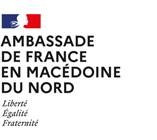 AMBASSADE
DE FRANCE
EN MACÉDOINE
DU NORD
Liberté
Égalité
Fraternité